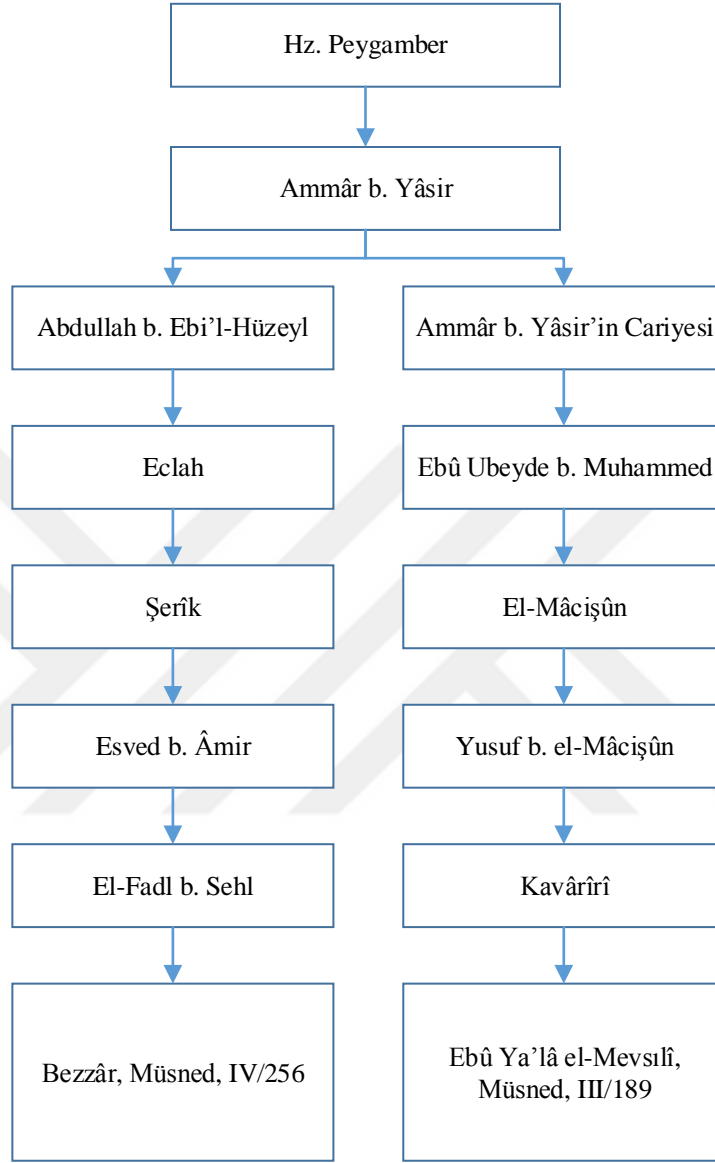 Hz. Peygamber
Ammâr b. Yâsir
Abdullah b. Ebi’l-Hüzeyl
Ammâr b. Yâsir’in Cariyesi
Eclah
Ebû Ubeyde b. Muhammed
Şerîk
El-Mâcişûn
Esved b. Âmir
Yusuf b. el-Mâcişûn
El-Fadl b. Sehl
Kavârîrî
Bezzâr, Müsned, IV/256
Ebû Ya’lâ el-Mevsılî,
Müsned, III/189